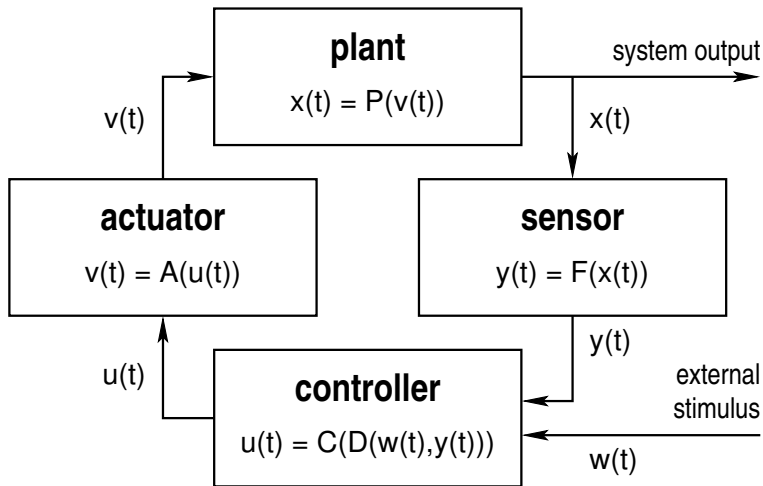 plant
x(t) = P(v(t))
system output
v(t)
x(t)
actuator
v(t) = A(u(t))
sensor
y(t) = F(x(t))
u(t)
y(t)
controller
u(t) = C(D(w(t),y(t)))
external
stimulus
w(t)